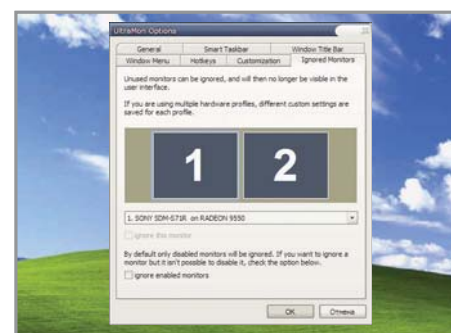 UltraMon Options
General Smart Taskbar Window Title Bar
Window Menu Hotkeys Customization Ignored Monitors
Unused monitors can be ignored, and will then no longer be visible in the
user interface.
If you are using multiple hardware profiles, different custom settings are
saved for each profile.
1 2
1. SONY SDM-S71R on RADEON 9550
ignore this monitor
By default only disabled monitors will be ignored. If you want to ignore a
monitor but it isn't possible to disable it, check the option below.
ignore enabled monitors
OK Отмена